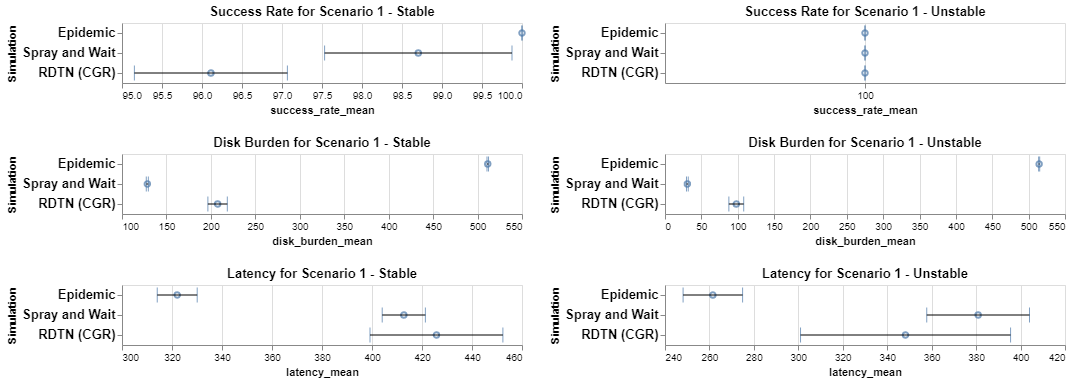 Success Rate for Scenario 1 - Stable
Simulation
Epidemic
Spray and Wait
RDTN (CGR)
95.0 95.5 96.0 96.5 97.0 97.5 98.0 98.5 99.0 99.5 100.0
success_rate_mean
Success Rate for Scenario 1 - Unstable
Simulation
Epidemic
Spray and Wait
RDTN (CGR)
100
success_rate_mean
Disk Burden for Scenario 1 - Stable
Simulation
Epidemic
Spray and Wait
RDTN (CGR)
100 150 200 250 300 350 400 450 500 550
disk_burden_mean
Disk Burden for Scenario 1 - Unstable
Simulation
Epidemic
Spray and Wait
RDTN (CGR)
0 50 100 150 200 250 300 350 400 450 500 550
disk_burden_mean
Latency for Scenario 1 - Stable
Simulation
Epidemic
Spray and Wait
RDTN (CGR)
300 320 340 360 380 400 420 440 460
latency_mean
Latency for Scenario 1 - Unstable
Simulation
Epidemic
Spray and Wait
RDTN (CGR)
240 260 280 300 320 340 360 380 400 420
latency_mean